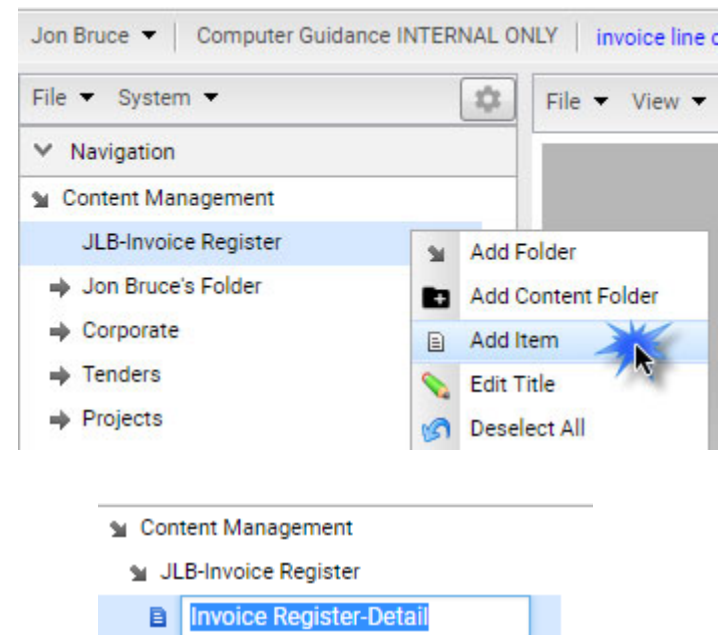 Jon Bruce Computer Guidance INTERNAL ONLY invoice line
File System File View
Navigation
Content Management
JLB-Invoice Register
Add Folder
Jon Bruce's Folder
Add Content Folder
Corporate
Add Item
Tenders
Edit Title
Projects
Deselect All
Content Management
JLB-Invoice Register
Invoice Register-Detail